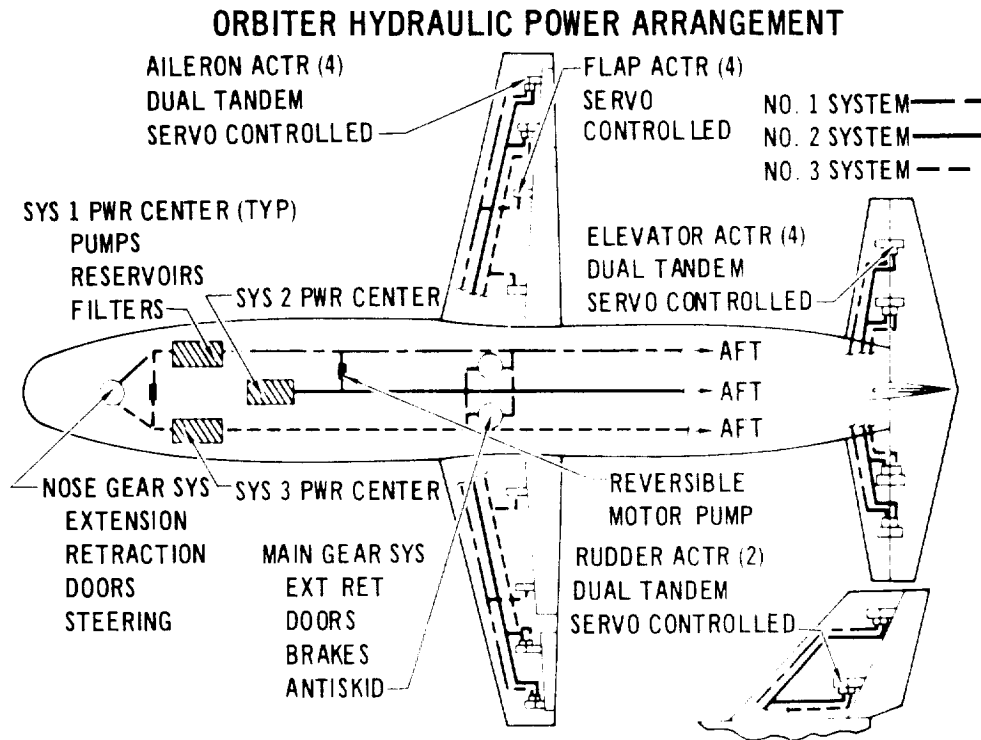 ORBITER HYDRAULIC POWER ARRANGEMENT
AILERON ACTR (4)
DUAL TANDEM
SERVO CONTROLLED
FLAP ACTR (4)
SERVO
CONTROLLED
NO. 1 SYSTEM
NO. 2 SYSTEM
NO. 3 SYSTEM
SYS 1 PWR CENTER (TYP)
PUMPS
RESERVOIRS
FILTERS
SYS 2 PWR CENTER
ELEVATOR ACTR (4)
DUAL TANDEM
SERVO CONTROLLED
AFT
AFT
AFT
NOSE GEAR SYS
EXTENSION
RETRACTION
DOORS
STEERING
SYS 3 PWR CENTER
MAIN GEAR SYS
EXT RET
DOORS
BRAKES
ANTISKID
REVERSIBLE
MOTOR PUMP
RUDDER ACTR (2)
DUAL TANDEM
SERVO CONTROLLED